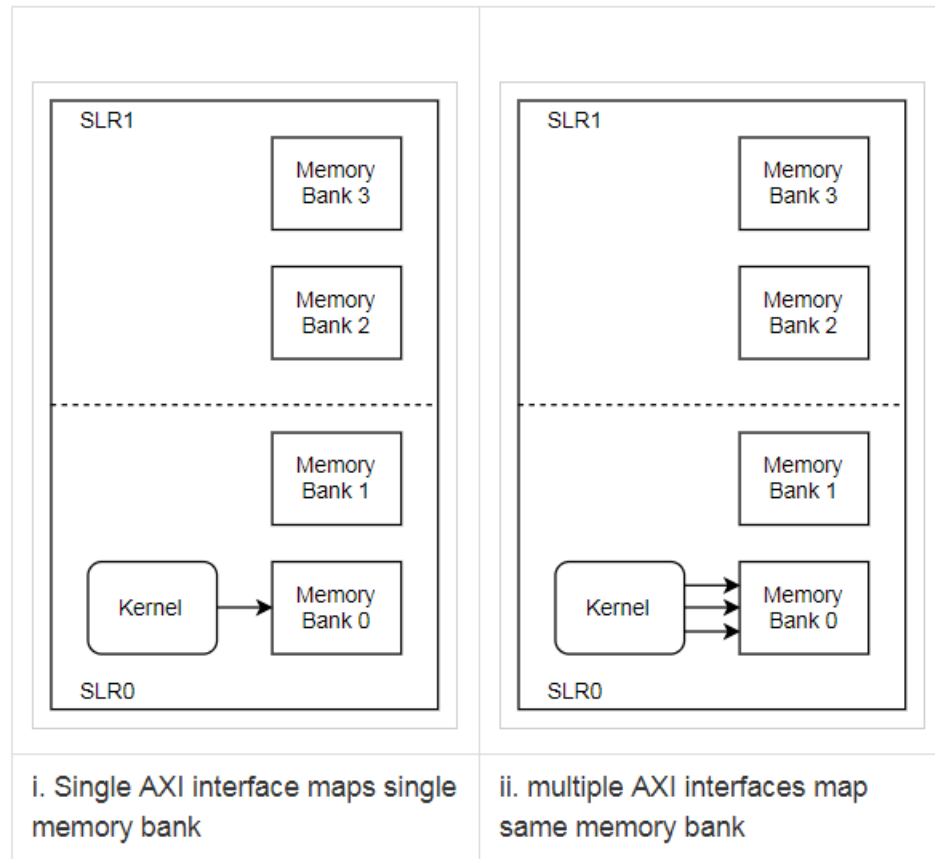 SLR1
Memory
Bank 3
Memory
Bank 2
Memory
Bank 1
Kernel
Memory
Bank 0
SLR0
i. Single AXI interface maps single
memory bank
SLR1
Memory
Bank 3
Memory
Bank 2
Memory
Bank 1
Kernel
Memory
Bank 0
SLR0
ii. multiple AXI interfaces map
same memory bank